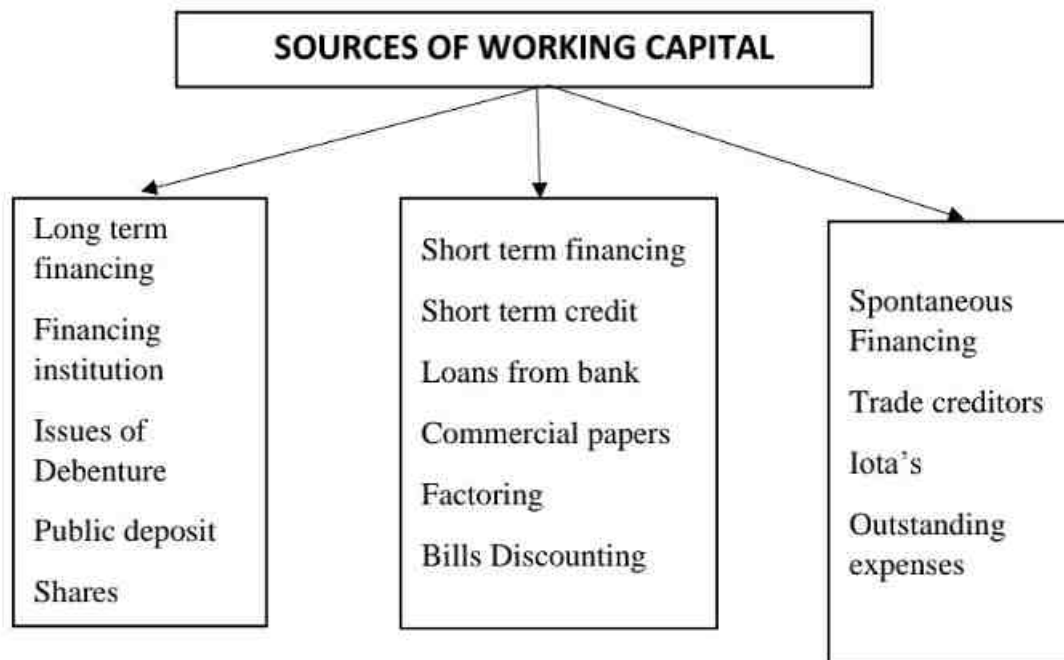 SOURCES OF WORKING CAPITAL
Long term
financing
Financing
institution
Issues of
Debenture
Public deposit
Shares
Short term financing
Short term credit
Loans from bank
Commercial papers
Factoring
Bills Discounting
Spontaneous
Financing
Trade creditors
Iota’s
Outstanding
expenses